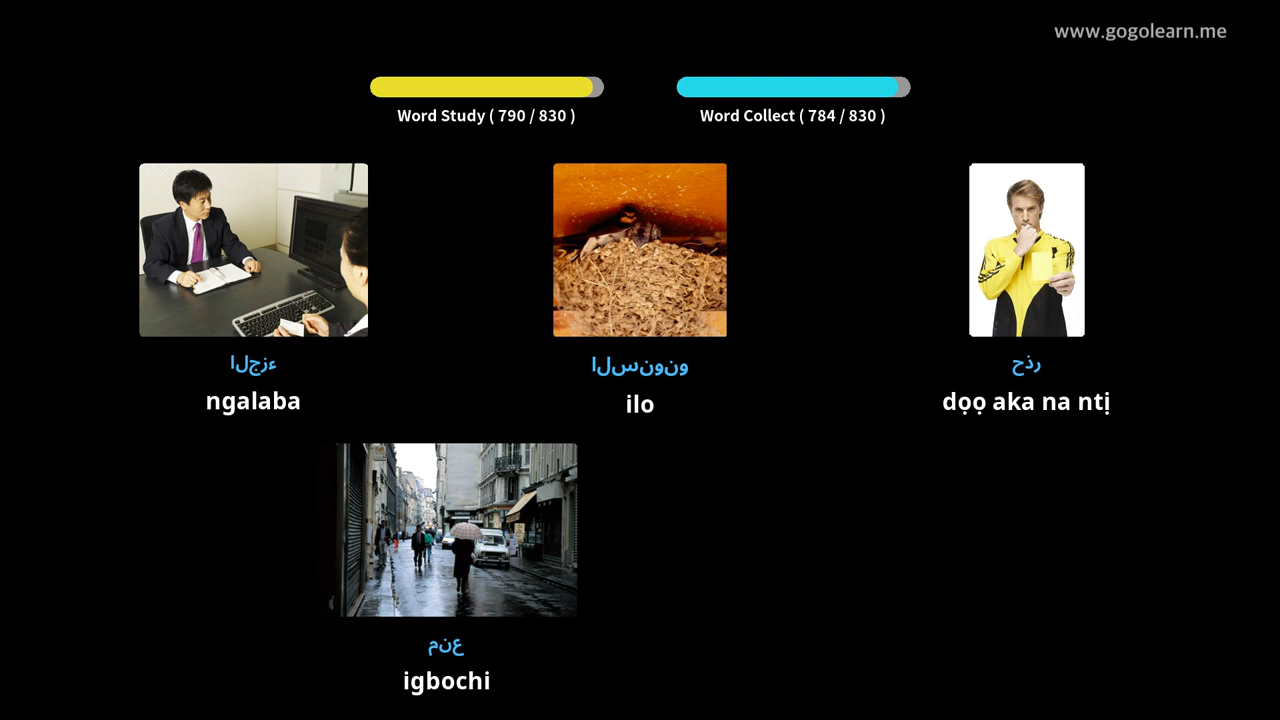 www.gogolearn.me
Word Study ( 790 / 830 )
Word Collect ( 784 / 830 )
الجزء
ngalaba
السنونو
ilo
حذر
dọọ aka na ntị
منع
igbochi